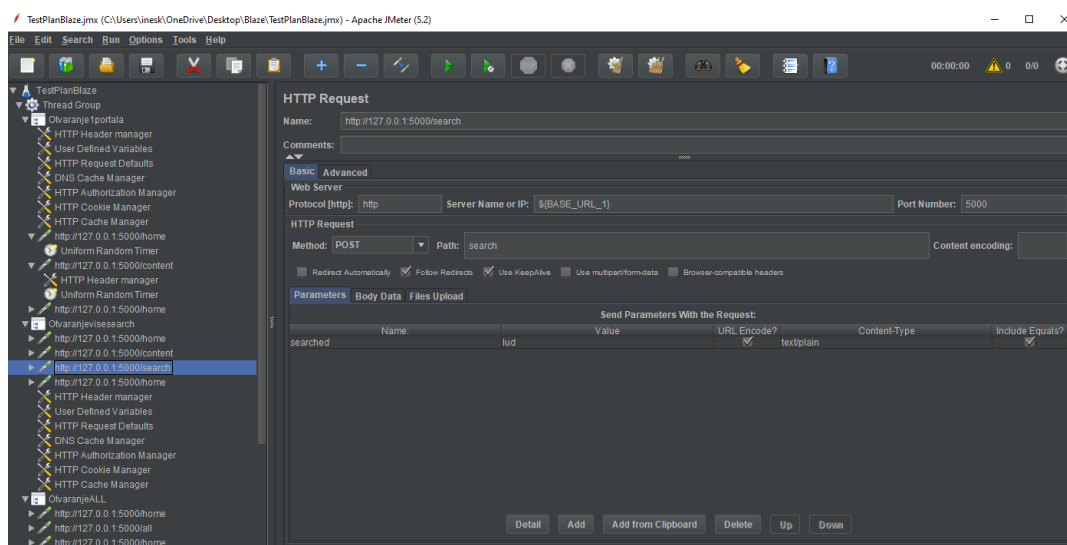 TestPlanBlaze.jmx (C:\Users\inesk\OneDrive\Desktop\Blaze\TestPlanBlaze.jmx) - Apache JMeter (5.2)
File Edit Search Run Options Tools Help
00:00:00 0 0/0
TestPlanBlaze
Thread Group
Otvaranje1portala
HTTP Header manager
User Defined Variables
HTTP Request Defaults
DNS Cache Manager
HTTP Authorization Manager
HTTP Cookie Manager
HTTP Cache Manager
http://127.0.0.1:5000/home
Uniform Random Timer
http://127.0.0.1:5000/content
HTTP Header manager
Uniform Random Timer
http://127.0.0.1:5000/home
Otvaranjevisesearch
http://127.0.0.1:5000/home
http://127.0.0.1:5000/content
http://127.0.0.1:5000/search
http://127.0.0.1:5000/home
HTTP Header manager
User Defined Variables
HTTP Request Defaults
DNS Cache Manager
HTTP Authorization Manager
HTTP Cookie Manager
HTTP Cache Manager
OtvaranjeALL
http://127.0.0.1:5000/home
http://127.0.0.1:5000/all
http://127.0.0.1:5000/home
HTTP Request
Name: http://127.0.0.1:5000/search
Comments:
Basic Advanced
Web Server
Protocol [http]: http Server Name or IP: ${BASE_URL_1} Port Number: 5000
HTTP Request
Method: POST Path: search Content encoding:
Redirect Automatically Follow Redirects Use KeepAlive Use multipart/form-data Browser-compatible headers
Parameters Body Data Files Upload
Send Parameters With the Request:
Name: Value URL Encode? Content-Type Include Equals?
searched lud text/plain
Detail Add Add from Clipboard Delete Up Down